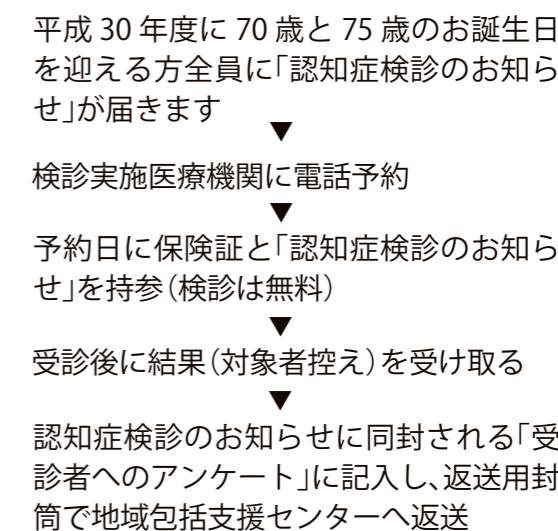 平成 30 年度に 70 歳と 75 歳のお誕生日
を迎える方全員に「認知症検診のお知ら
せ」が届きます
▼
検診実施医療機関に電話予約
▼
予約日に保険証と「認知症検診のお知ら
せ」を持参（検診は無料）
▼
受診後に結果（対象者控え）を受け取る
▼
認知症検診のお知らせに同封される「受
診者へのアンケート」に記入し、返送用封
筒で地域包括支援センターへ返送